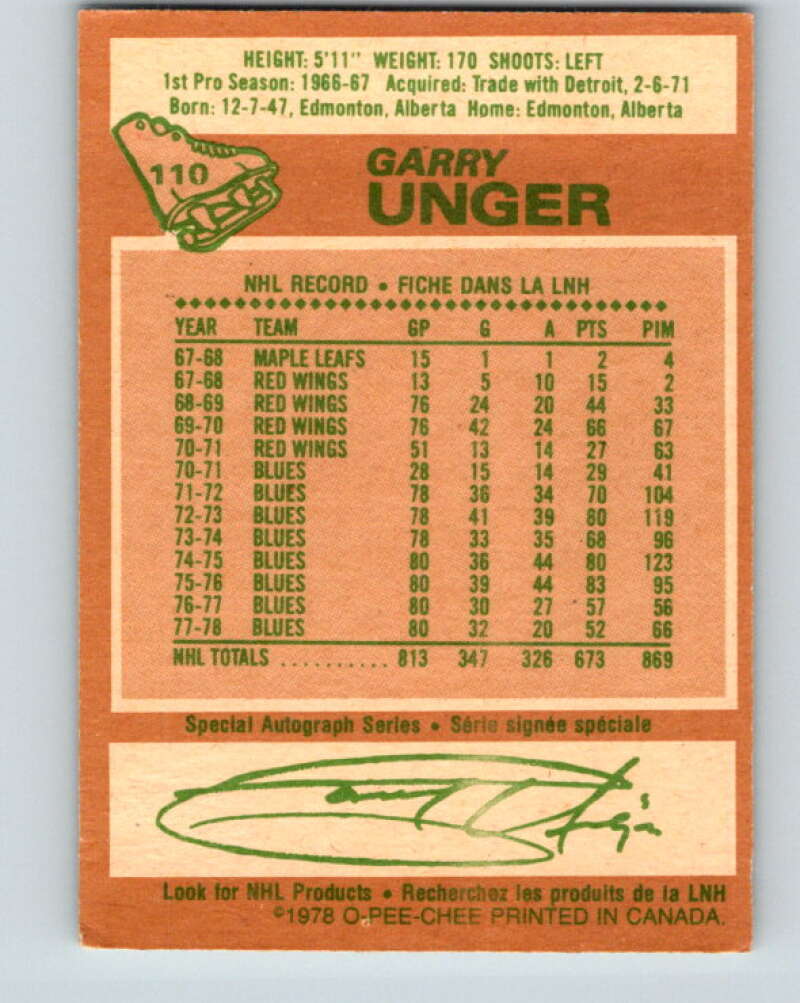 HEIGHT: 5'11" WEIGHT: 170 SHOOTS: LEFT
1st Pro Season: 1966-67 Acquired: Trade with Detroit, 2-6-71
Born: 12-7-47, Edmonton, Alberta Home: Edmonton, Alberta
110
GARRY
UNGER
NHL RECORD • FICHE DANS LA LNH
YEAR TEAM GP G A PTS PIM
67-68 MAPLE LEAFS 15 1 1 2 4
67-68 RED WINGS 13 5 10 15 2
68-69 RED WINGS 76 24 20 44 33
69-70 RED WINGS 76 42 24 66 67
70-71 RED WINGS 51 13 14 27 63
70-71 BLUES 28 15 14 29 41
71-72 BLUES 78 36 34 70 104
72-73 BLUES 78 41 39 80 119
73-74 BLUES 78 33 35 68 96
74-75 BLUES 80 36 44 80 123
75-76 BLUES 80 39 44 83 95
76-77 BLUES 80 30 27 57 56
77-78 BLUES 80 32 20 52 66
NHL TOTALS .......... 813 347 326 673 869
Special Autograph Series • Série signée spéciale
Garry Unger
Look for NHL Products • Recherchez les produits de la LNH
©1978 O-PEE-CHEE PRINTED IN CANADA.